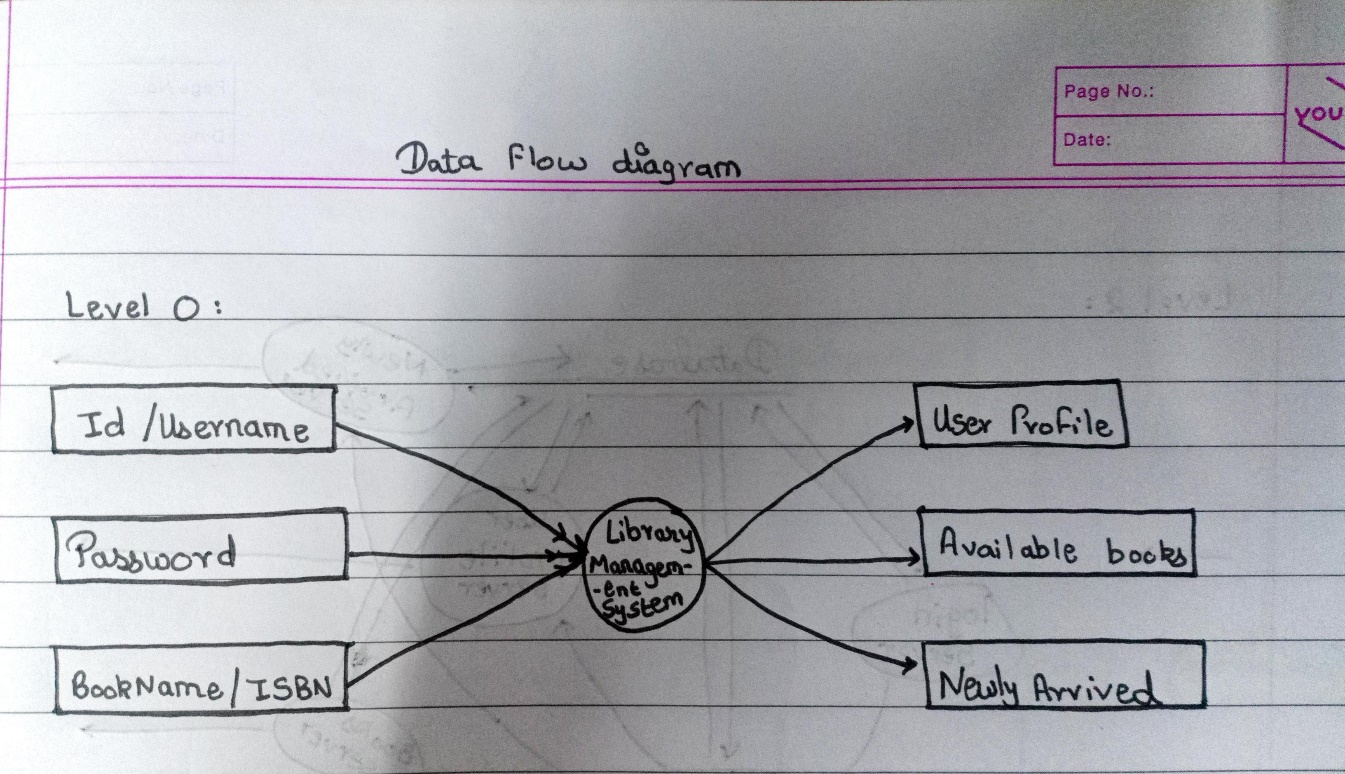 Page No.:
Date:
YOU
Data Flow diagram
Level 0:
Id /Username
User Profile
Password
Library
Managem-
-ent
System
Available books
BookName/ISBN
Newly Arrived